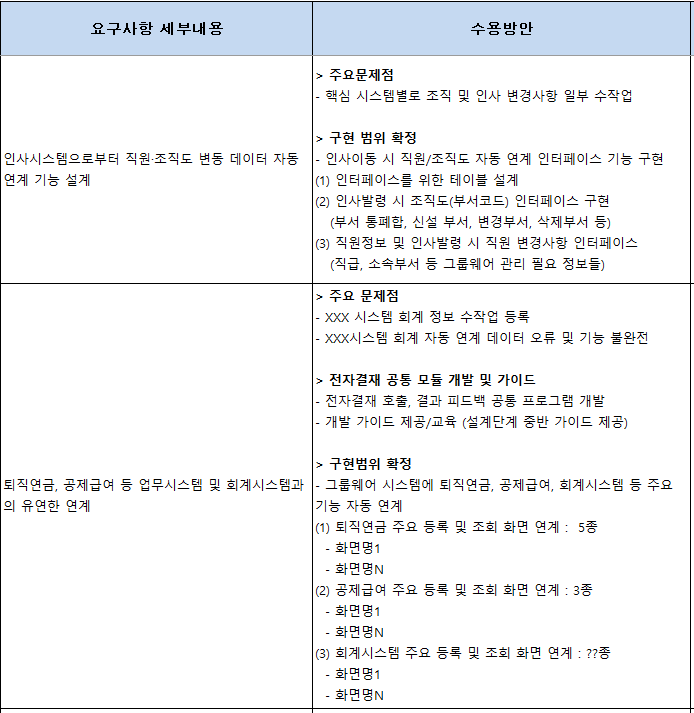 요구사항 세부내용
수용방안
인사시스템으로부터 직원·조직도 변동 데이터 자동
연계 기능 설계
> 주요문제점
- 핵심 시스템별로 조직 및 인사 변경사항 일부 수작업
> 구현 범위 확정
- 인사이동 시 직원/조직도 자동 연계 인터페이스 기능 구현
(1) 인터페이스를 위한 테이블 설계
(2) 인사발령 시 조직도(부서코드) 인터페이스 구현
(부서 통폐합, 신설 부서, 변경부서, 삭제부서 등)
(3) 직원정보 및 인사발령 시 직원 변경사항 인터페이스
(직급, 소속부서 등 그룹웨어 관리 필요 정보들)
퇴직연금, 공제급여 등 업무시스템 및 회계시스템과
의 유연한 연계
> 주요 문제점
- XXX 시스템 회계 정보 수작업 등록
- XXX시스템 회계 자동 연계 데이터 오류 및 기능 불완전
> 전자결재 공통 모듈 개발 및 가이드
- 전자결재 호출, 결과 피드백 공통 프로그램 개발
- 개발 가이드 제공/교육 (설계단계 중반 가이드 제공)
> 구현범위 확정
- 그룹웨어 시스템에 퇴직연금, 공제급여, 회계시스템 등 주요
기능 자동 연계
(1) 퇴직연금 주요 등록 및 조회 화면 연계 : 5종
- 화면명1
- 화면명N
(2) 공제급여 주요 등록 및 조회 화면 연계 : 3종
- 화면명1
- 화면명N
(3) 회계시스템 주요 등록 및 조회 화면 연계 : ??종
- 화면명1
- 화면명N